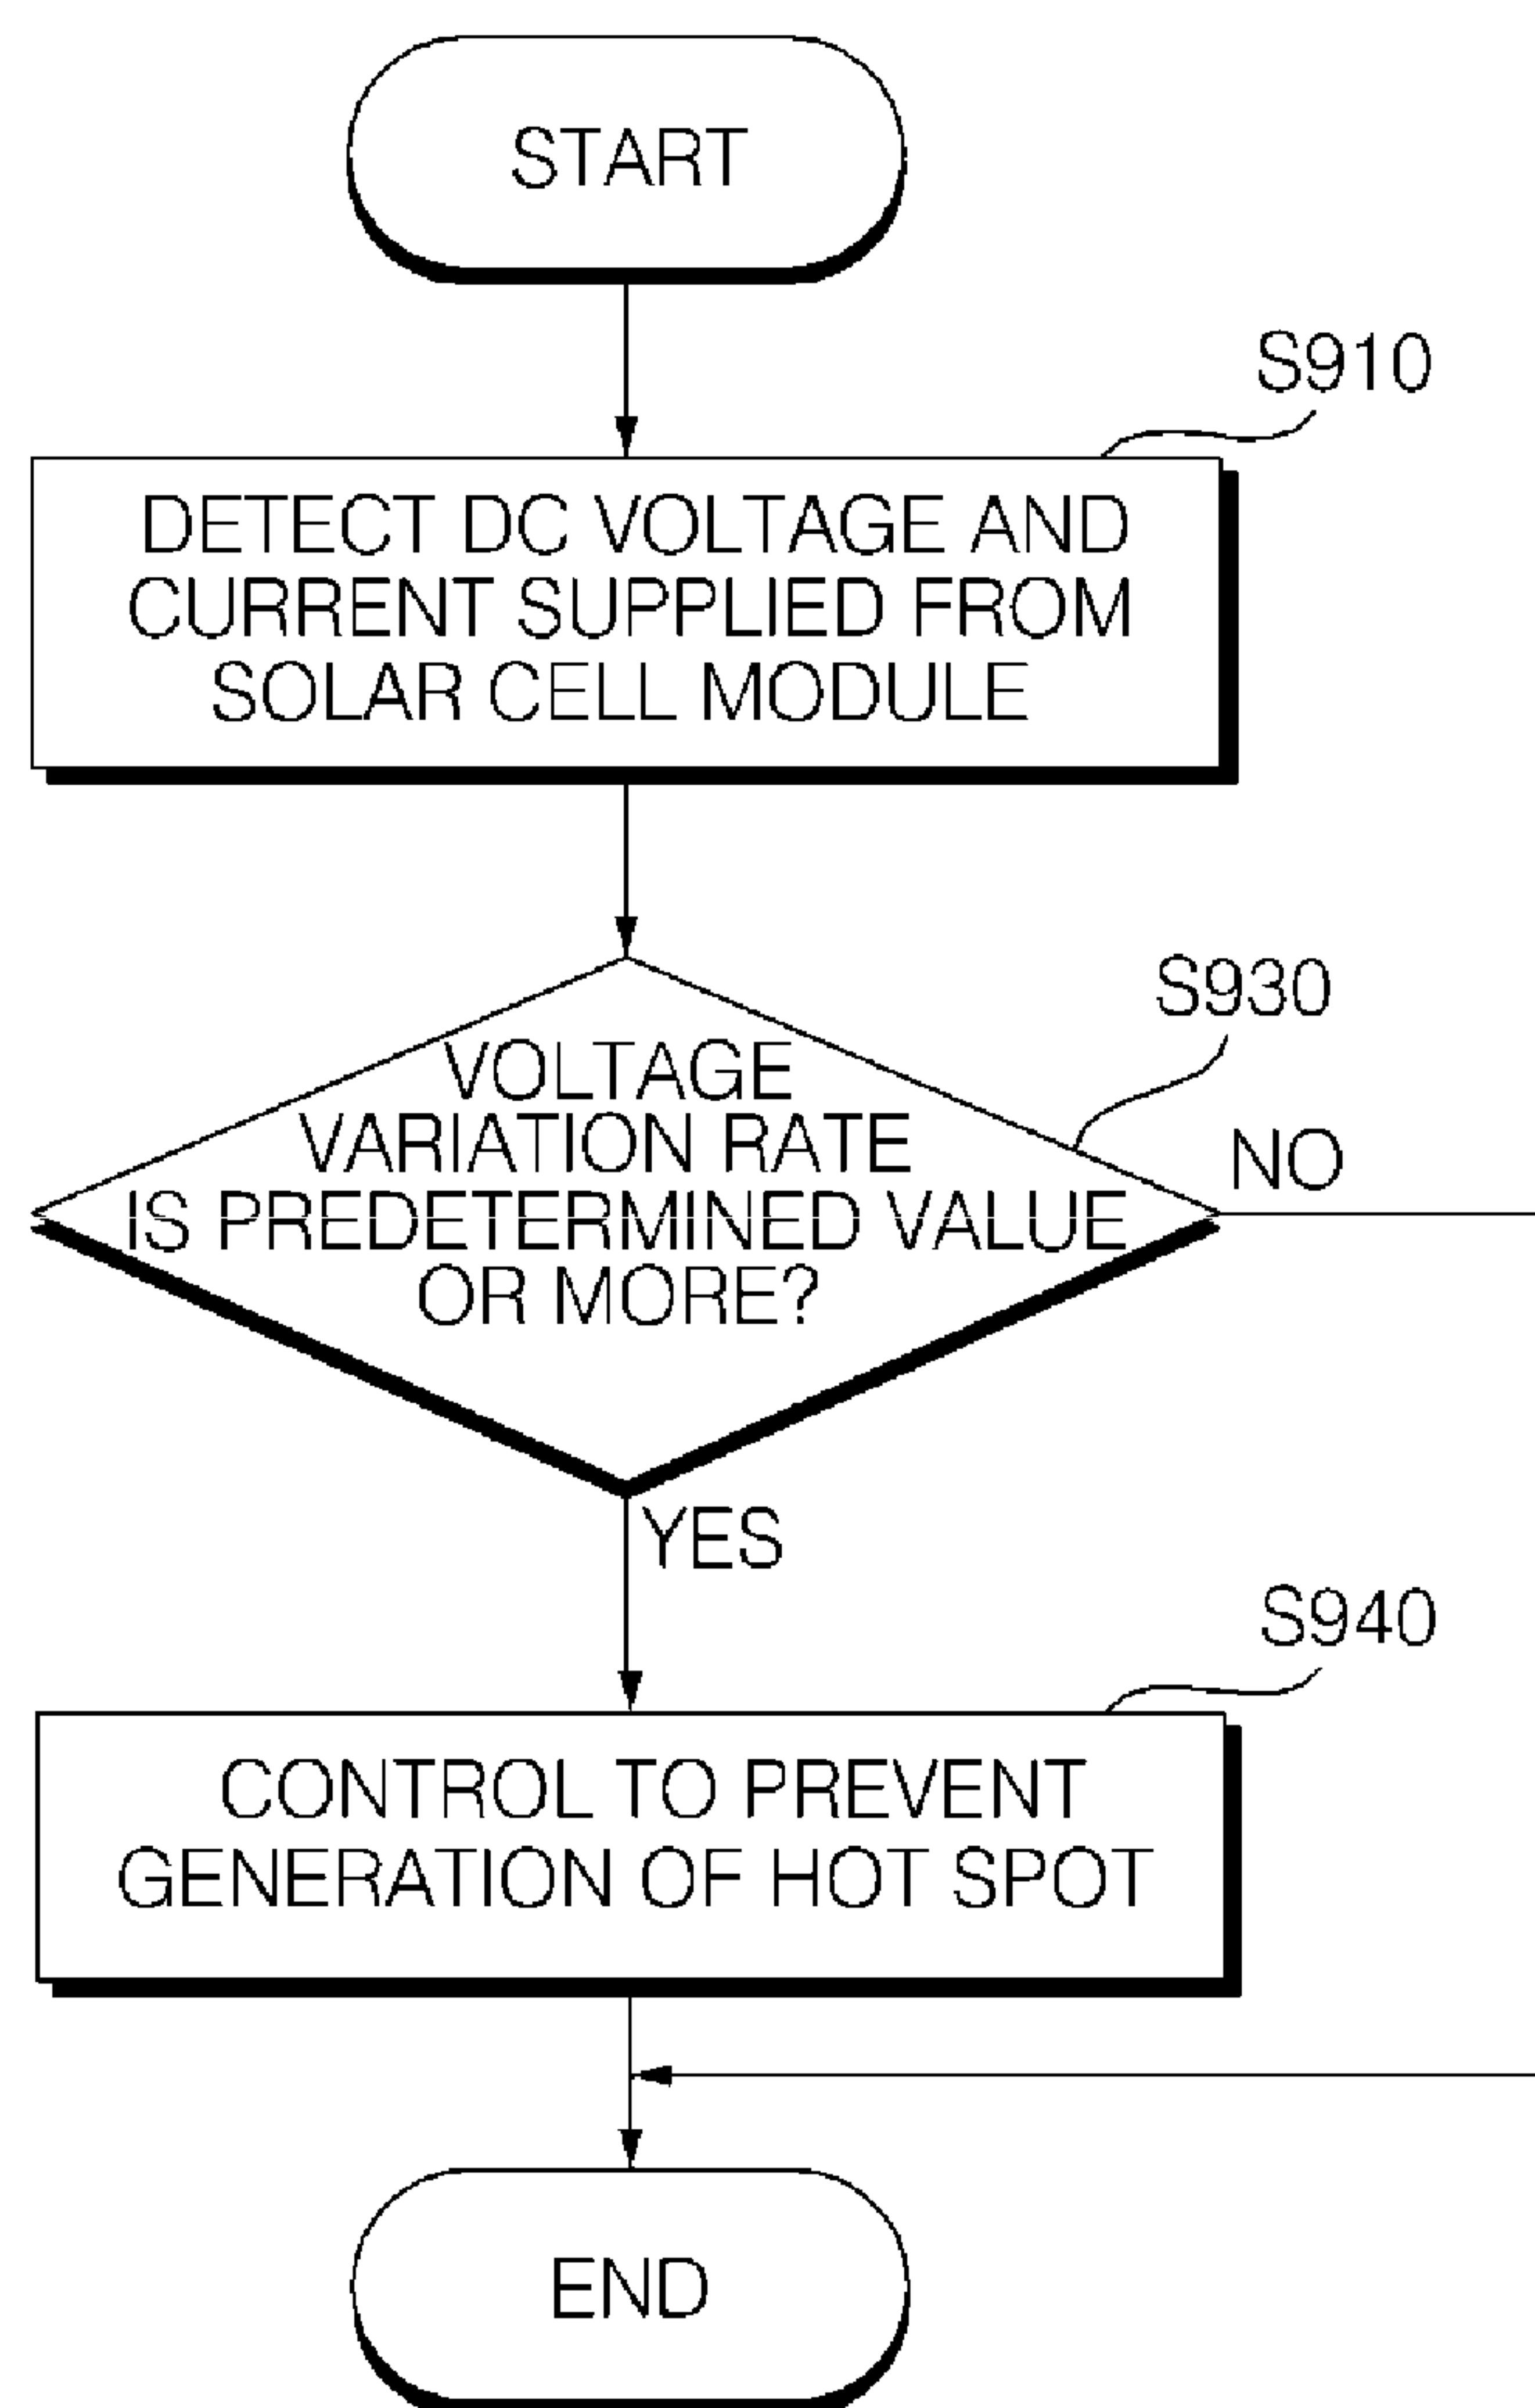 START
S910
DETECT DC VOLTAGE AND
CURRENT SUPPLIED FROM
SOLAR CELL MODULE
S930
VOLTAGE
VARIATION RATE
IS PREDETERMINED VALUE
OR MORE?
NO
YES
S940
CONTROL TO PREVENT
GENERATION OF HOT SPOT
END